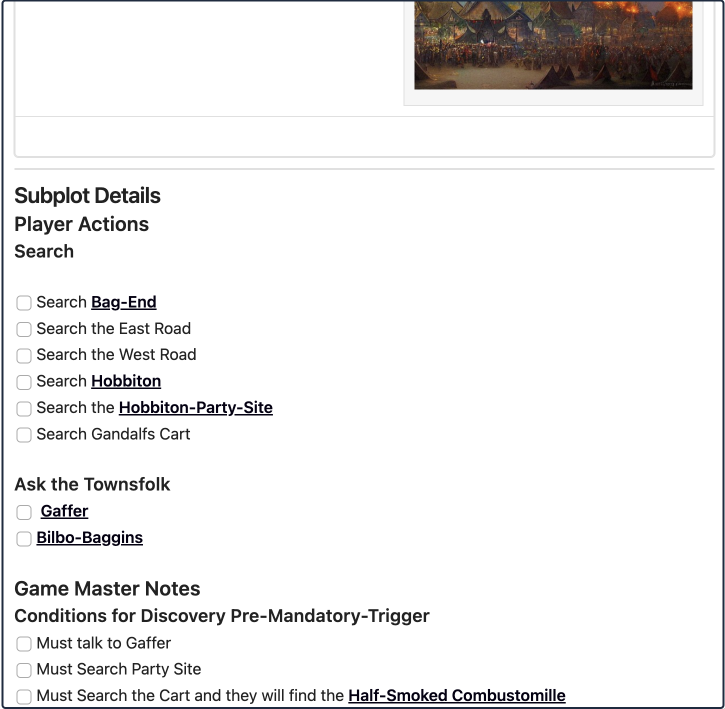 Subplot Details
Player Actions
Search
Search Bag-End
Search the East Road
Search the West Road
Search Hobbiton
Search the Hobbiton-Party-Site
Search Gandalfs Cart
Ask the Townsfolk
Gaffer
Bilbo-Baggins
Game Master Notes
Conditions for Discovery Pre-Mandatory-Trigger
Must talk to Gaffer
Must Search Party Site
Must Search the Cart and they will find the Half-Smoked Combustomille